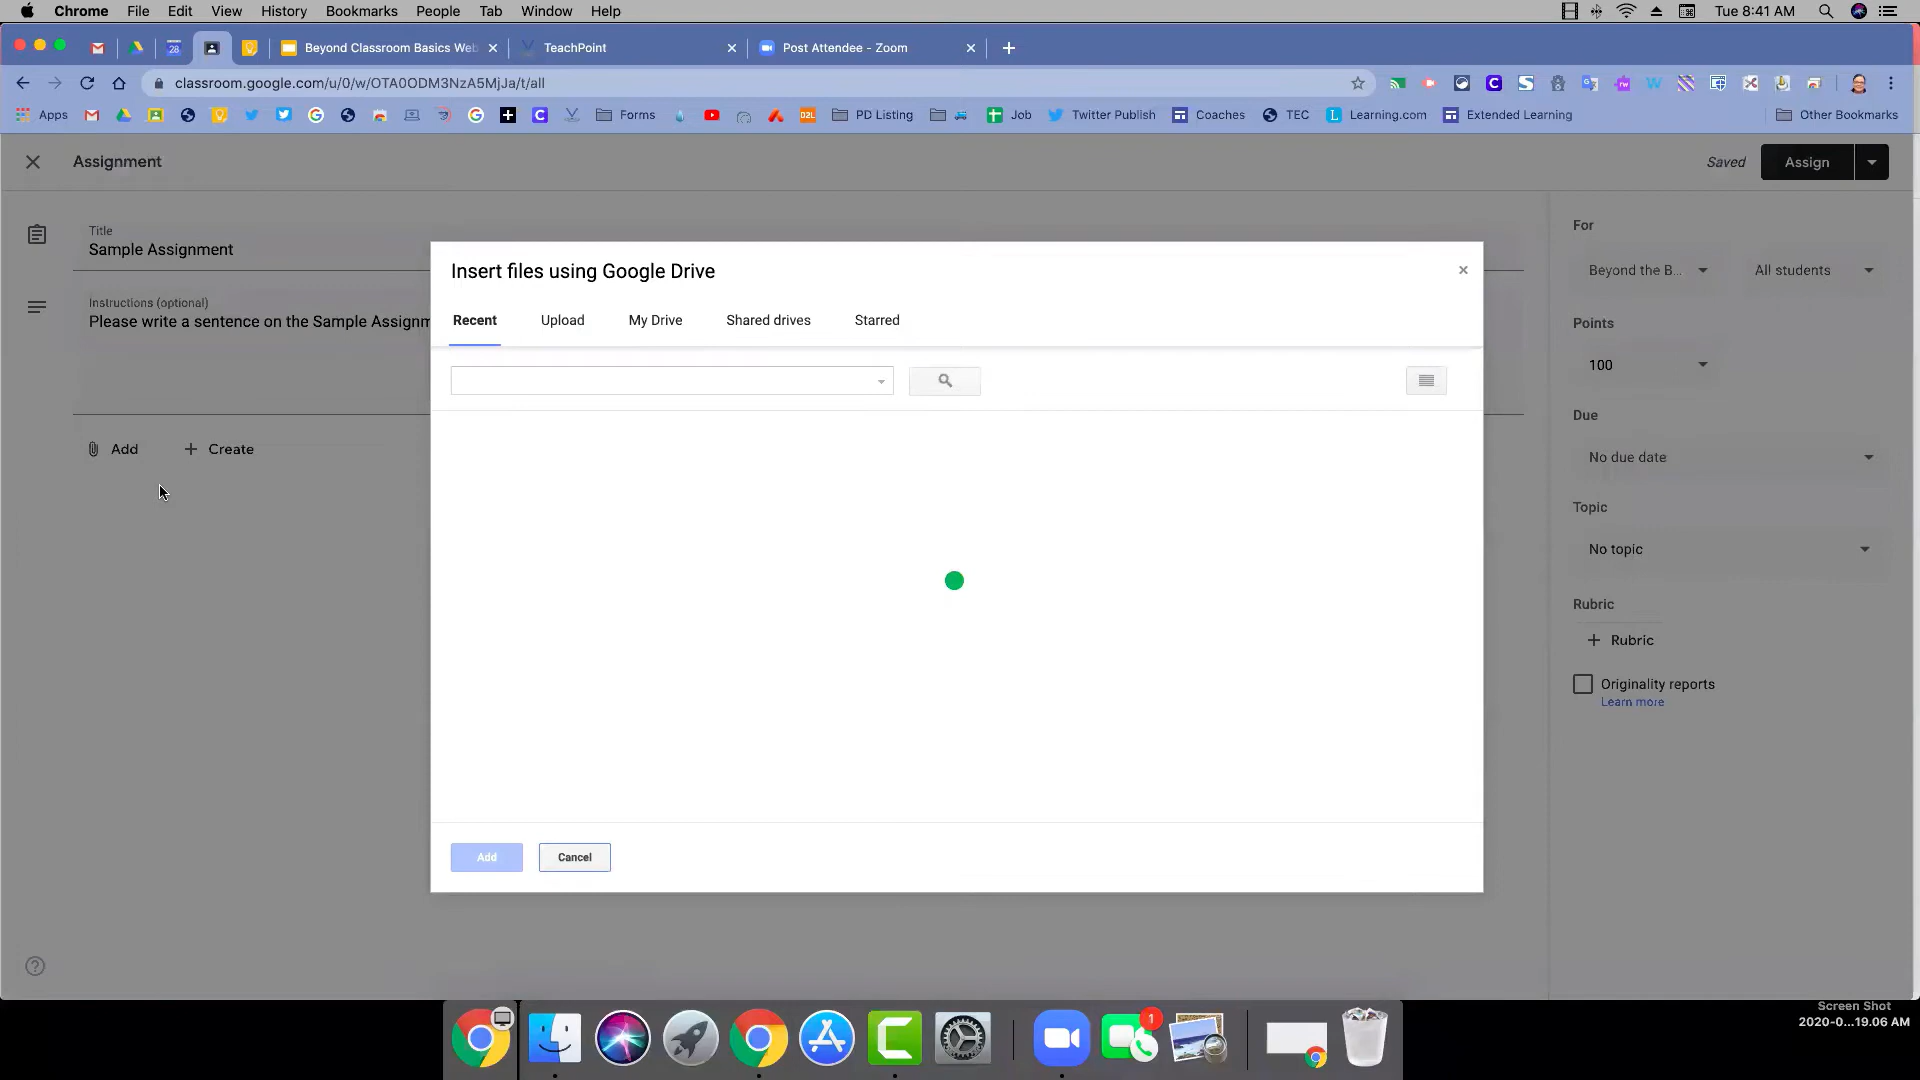 Chrome File Edit View History Bookmarks People Tab Window Help Tue 8:41 AM
28 Beyond Classroom Basics Web TeachPoint Post Attendee - Zoom
classroom.google.com/u/0/w/OTA0ODM3NzA5MjJa/t/all
Apps D2L Forms PD Listing Job Twitter Publish Coaches TEC Learning.com Extended Learning Other Bookmarks
Assignment Saved Assign
Title
Sample Assignment
Instructions (optional)
Please write a sentence on the Sample Assignm
Add Create
Insert files using Google Drive
Recent Upload My Drive Shared drives Starred
Add Cancel
For
Beyond the B... All students
Points
100
Due
No due date
Topic
No topic
Rubric
+ Rubric
Originality reports
Learn more
1
Screen Shot
2020-0...19.06 AM